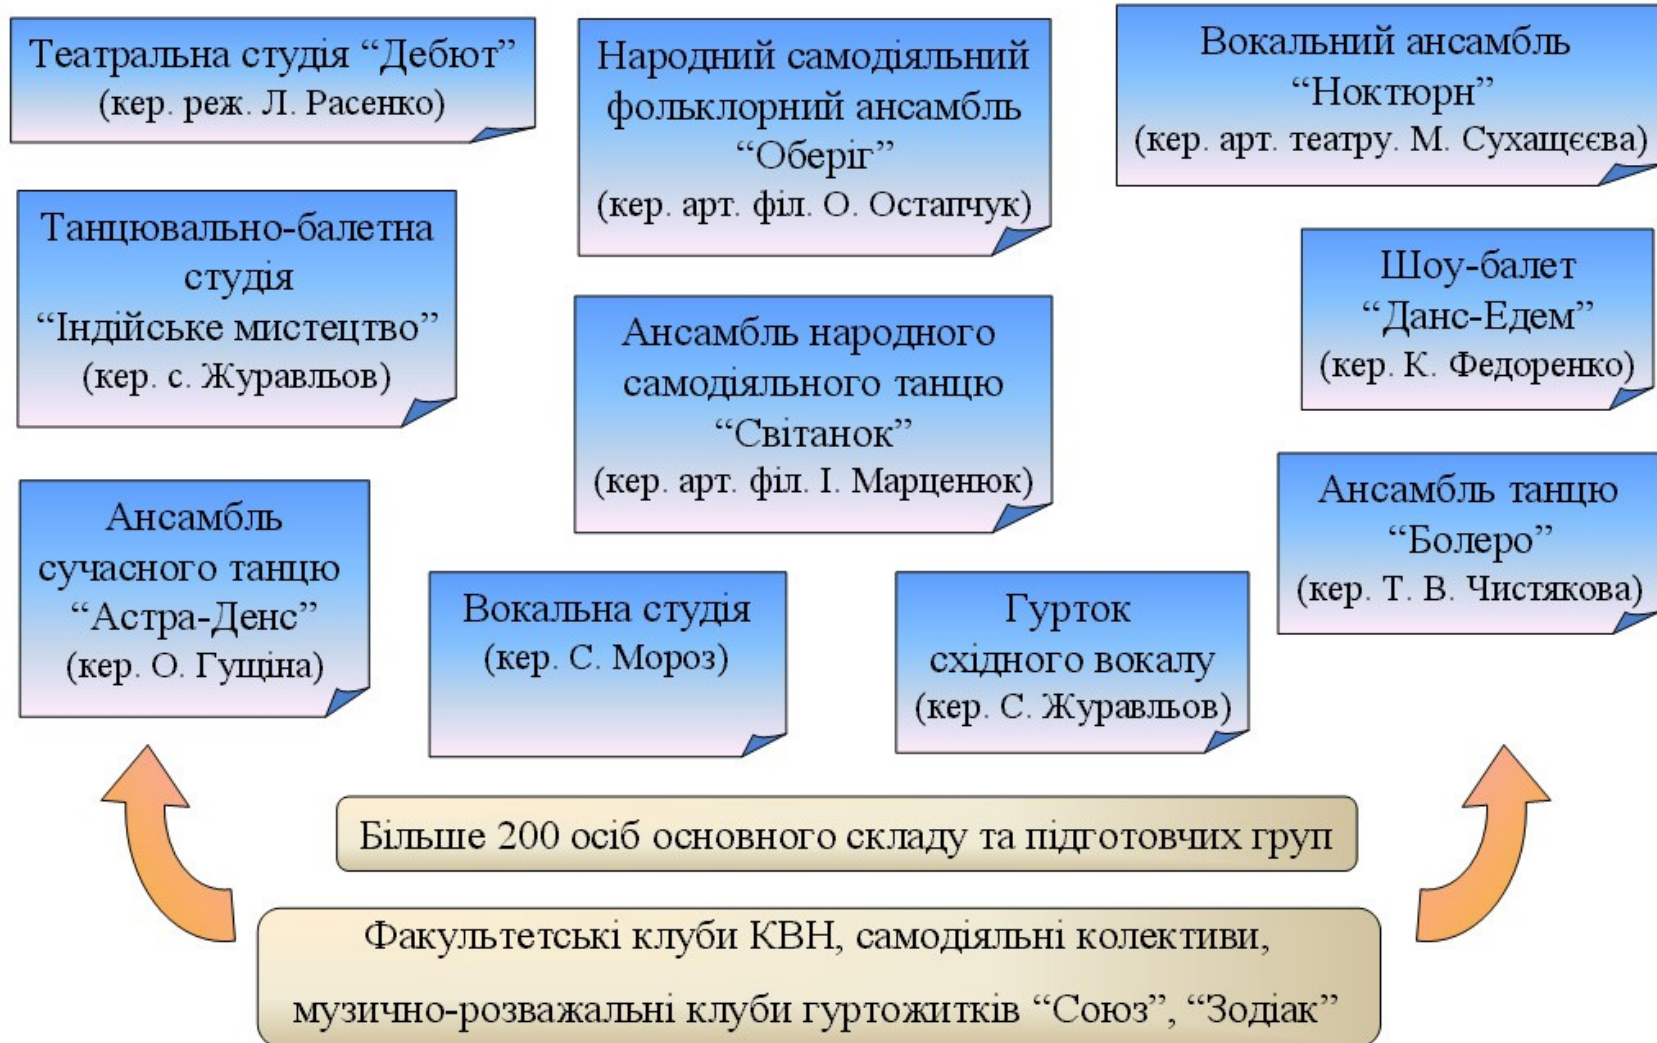 Театральна студія “Дебют”
(кер. реж. Л. Расенко)
Народний самодіяльний
фольклорний ансамбль
“Оберіг”
(кер. арт. філ. О. Остапчук)
Вокальний ансамбль
“Ноктюрн”
(кер. арт. театру. М. Сухащєєва)
Танцювально-балетна
студія
“Індійське мистецтво”
(кер. с. Журавльов)
Ансамбль народного
самодіяльного танцю
“Світанок”
(кер. арт. філ. І. Марценюк)
Шоу-балет
“Данс-Едем”
(кер. К. Федоренко)
Ансамбль
сучасного танцю
“Астра-Денс”
(кер. О. Гущіна)
Вокальна студія
(кер. С. Мороз)
Гурток
східного вокалу
(кер. С. Журавльов)
Ансамбль танцю
“Болеро”
(кер. Т. В. Чистякова)
Більше 200 осіб основного складу та підготовчих груп
Факультетські клуби КВН, самодіяльні колективи,
музично-розважальні клуби гуртожитків “Союз”, “Зодіак”